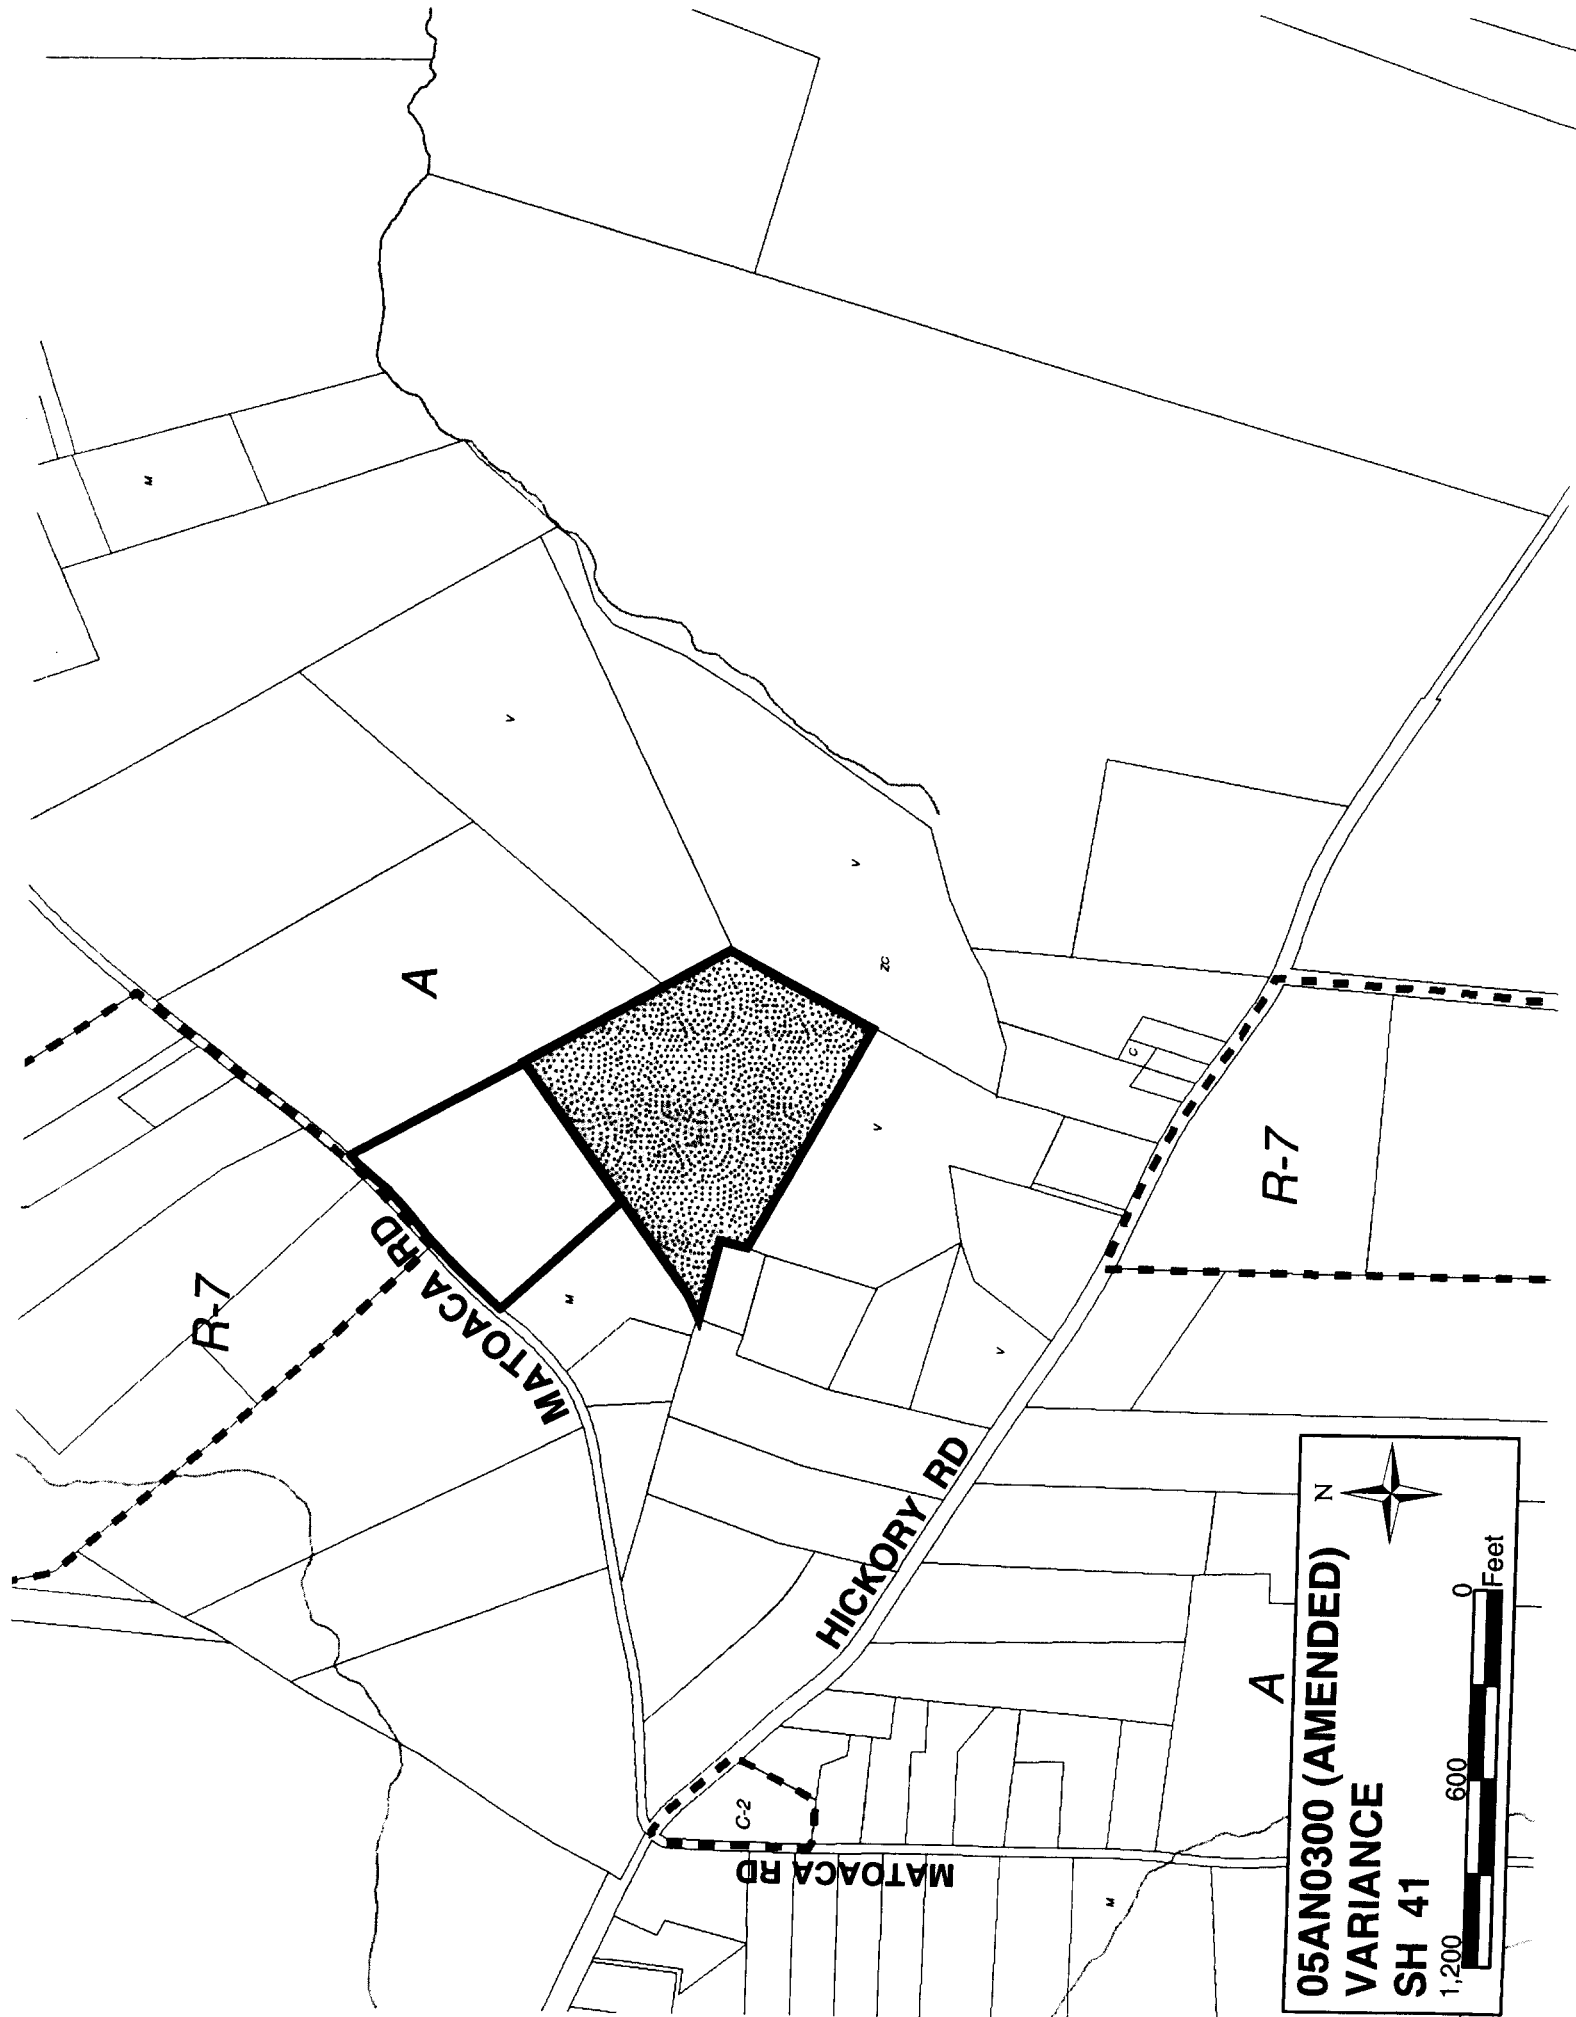 M
V
A
V
ZC
C
V
R-7
R-7
MATOACA RD
M
V
HICKORY RD
A
C-2
MATOACA RD
M
05AN0300 (AMENDED)
VARIANCE
SH 41
N
1,200 600 0
Feet